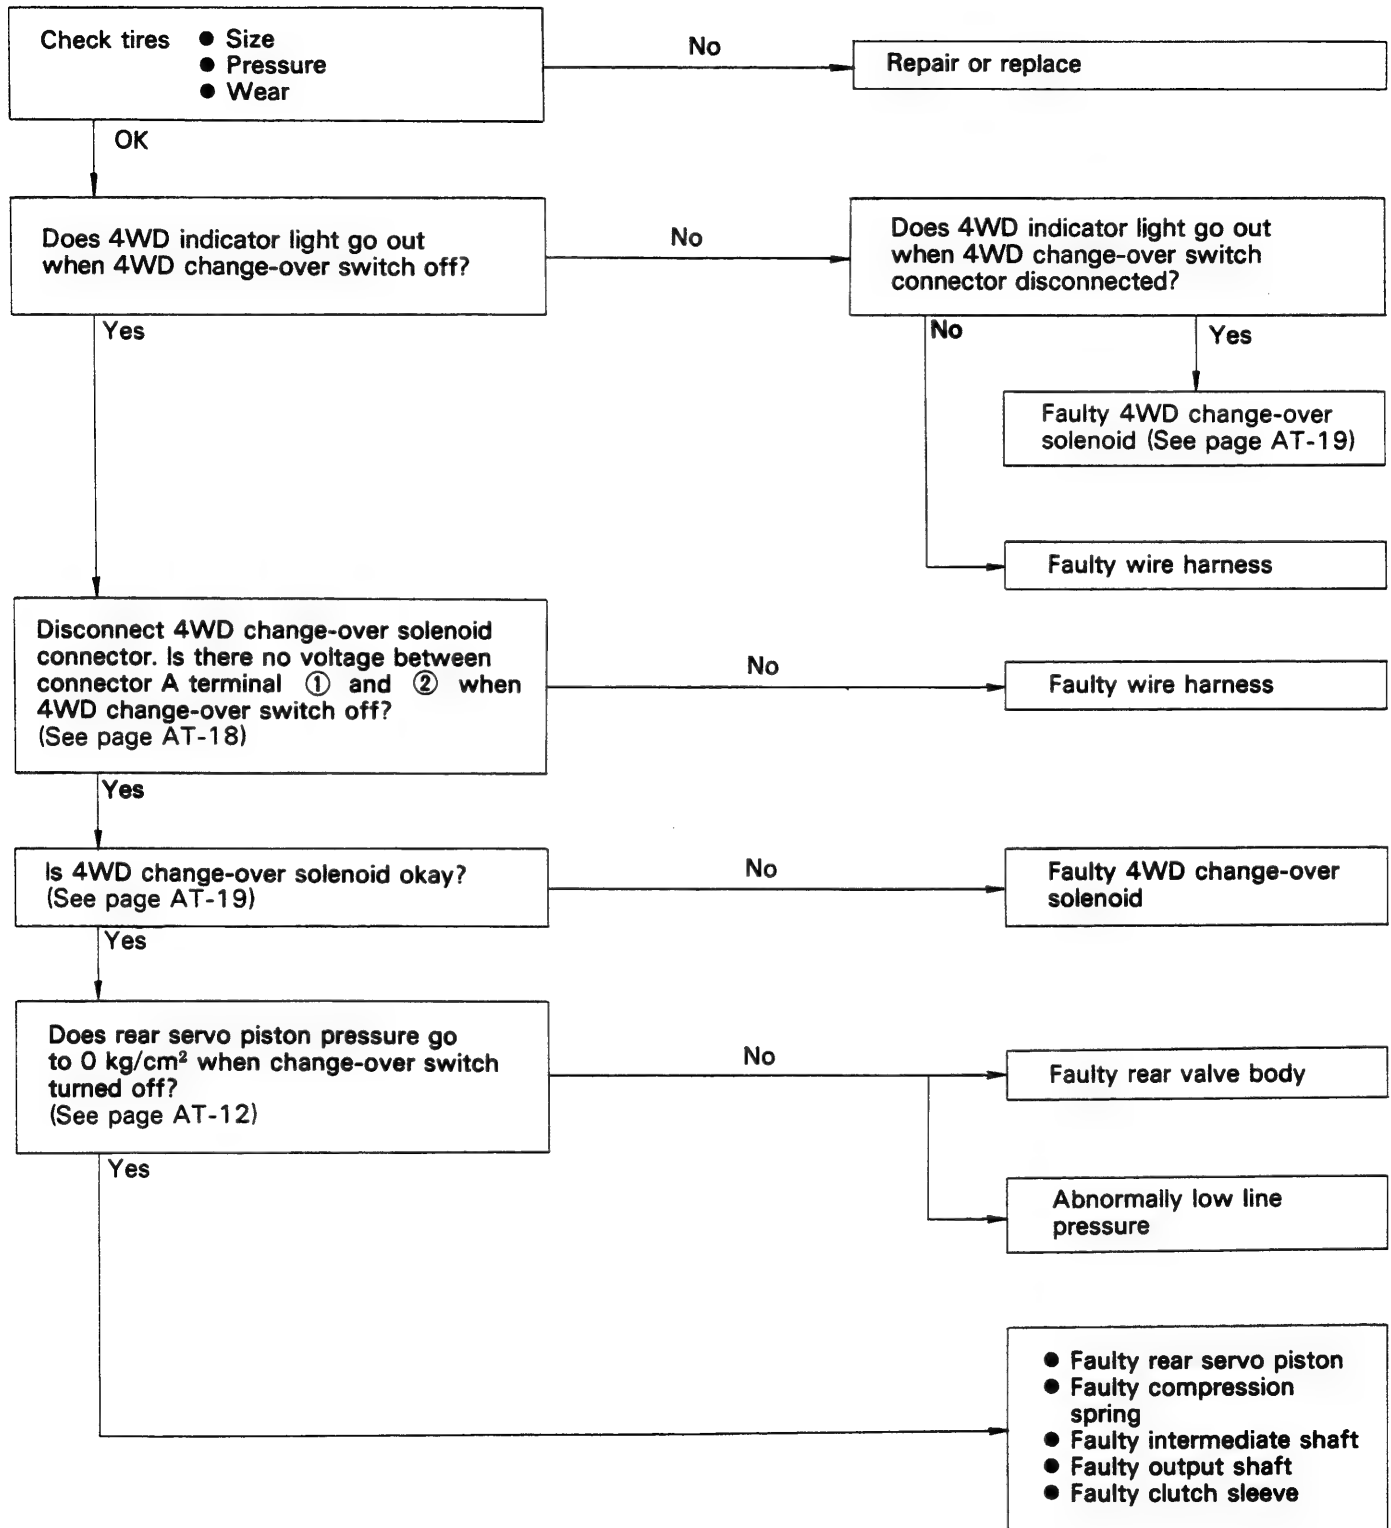 Check tires ● Size
● Pressure
● Wear
No
Repair or replace
OK
Does 4WD indicator light go out
when 4WD change-over switch off?
No
Does 4WD indicator light go out
when 4WD change-over switch
connector disconnected?
Yes
No
Yes
Faulty 4WD change-over
solenoid (See page AT-19)
Faulty wire harness
Disconnect 4WD change-over solenoid
connector. Is there no voltage between
connector A terminal ① and ② when
4WD change-over switch off?
(See page AT-18)
No
Faulty wire harness
Yes
Is 4WD change-over solenoid okay?
(See page AT-19)
No
Faulty 4WD change-over
solenoid
Yes
Does rear servo piston pressure go
to 0 kg/cm² when change-over switch
turned off?
(See page AT-12)
No
Faulty rear valve body
Abnormally low line
pressure
Yes
● Faulty rear servo piston
● Faulty compression
spring
● Faulty intermediate shaft
● Faulty output shaft
● Faulty clutch sleeve